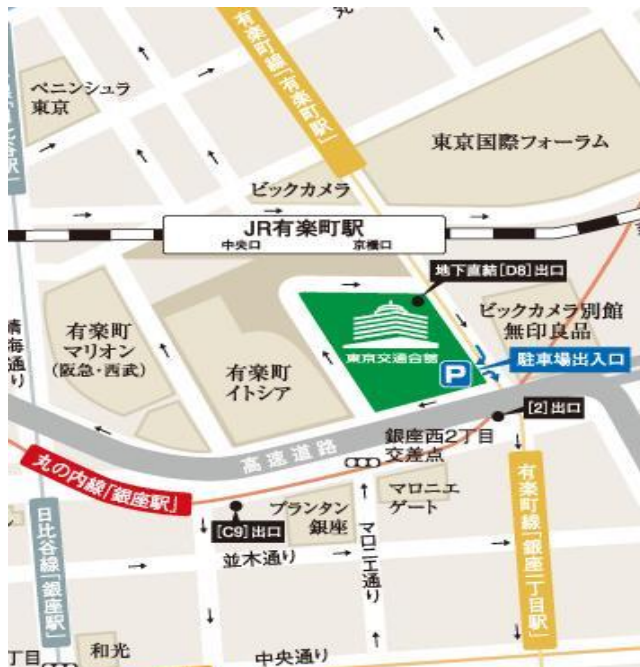 ペニンシュラ
東京
有楽町線「有楽町駅」
東京国際フォーラム
ビックカメラ
JR有楽町駅
中央口
京橋口
地下直結[D8]出口
ビックカメラ別館
無印良品
東京交通会館
P
駐車場出入口
有楽町
マリオン
(阪急・西武)
有楽町
イトシア
晴海通り
[2]出口
高速道路
銀座西2丁目
交差点
丸の内線「銀座駅」
マロニエ
ゲート
プランタン
銀座
[C9]出口
並木通り
マロニエ通り
有楽町線「銀座一丁目駅」
日比谷線「銀座駅」
和光
中央通り
丁目